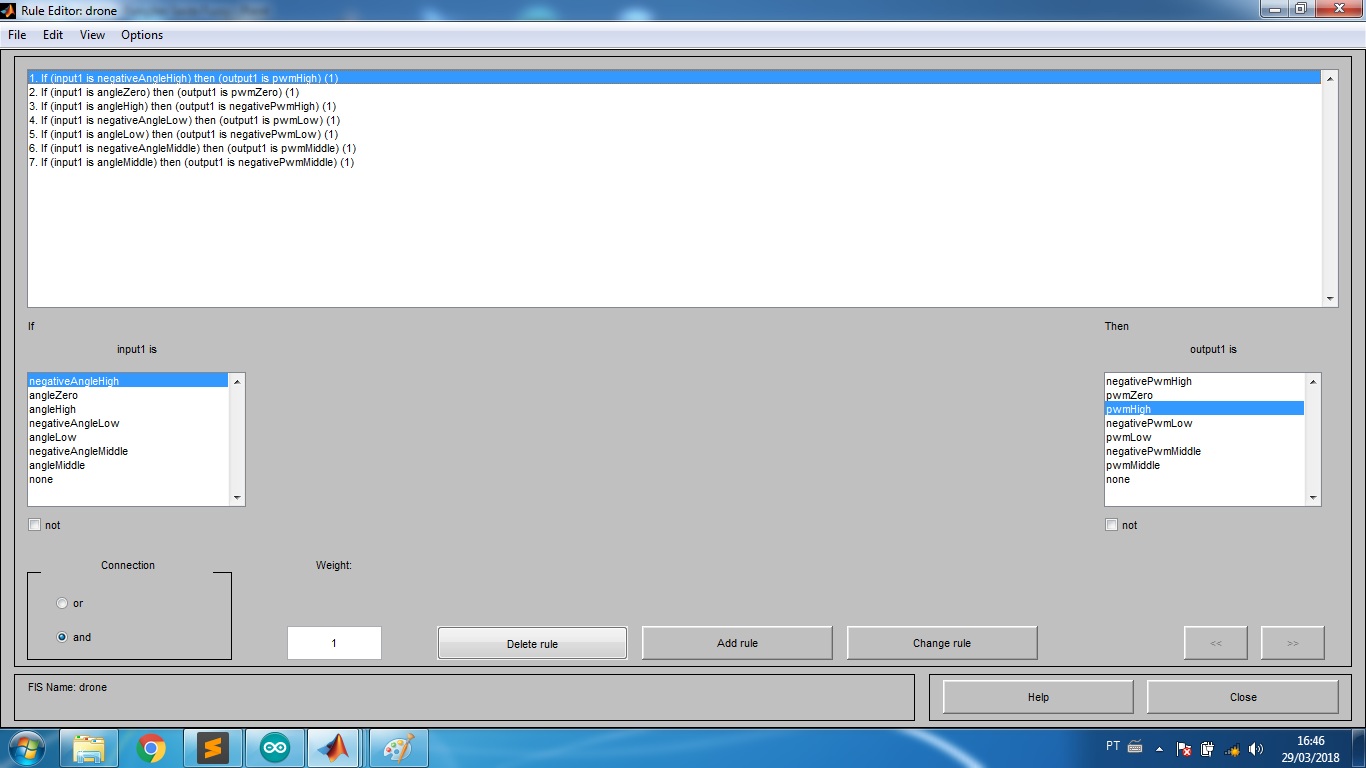 Rule Editor: drone
File Edit View Options
1. If (input1 is negativeAngleHigh) then (output1 is pwmHigh) (1)
2. If (input1 is angleZero) then (output1 is pwmZero) (1)
3. If (input1 is angleHigh) then (output1 is negativePwmHigh) (1)
4. If (input1 is negativeAngleLow) then (output1 is pwmLow) (1)
5. If (input1 is angleLow) then (output1 is negativePwmLow) (1)
6. If (input1 is negativeAngleMiddle) then (output1 is pwmMiddle) (1)
7. If (input1 is angleMiddle) then (output1 is negativePwmMiddle) (1)
If
input1 is
negativeAngleHigh
angleZero
angleHigh
negativeAngleLow
angleLow
negativeAngleMiddle
angleMiddle
none
not
Then
output1 is
negativePwmHigh
pwmZero
pwmHigh
negativePwmLow
pwmLow
negativePwmMiddle
pwmMiddle
none
not
Connection
or
and
Weight:
1
Delete rule
Add rule
Change rule
<<
>>
FIS Name: drone
Help
Close
PT
16:46
29/03/2018